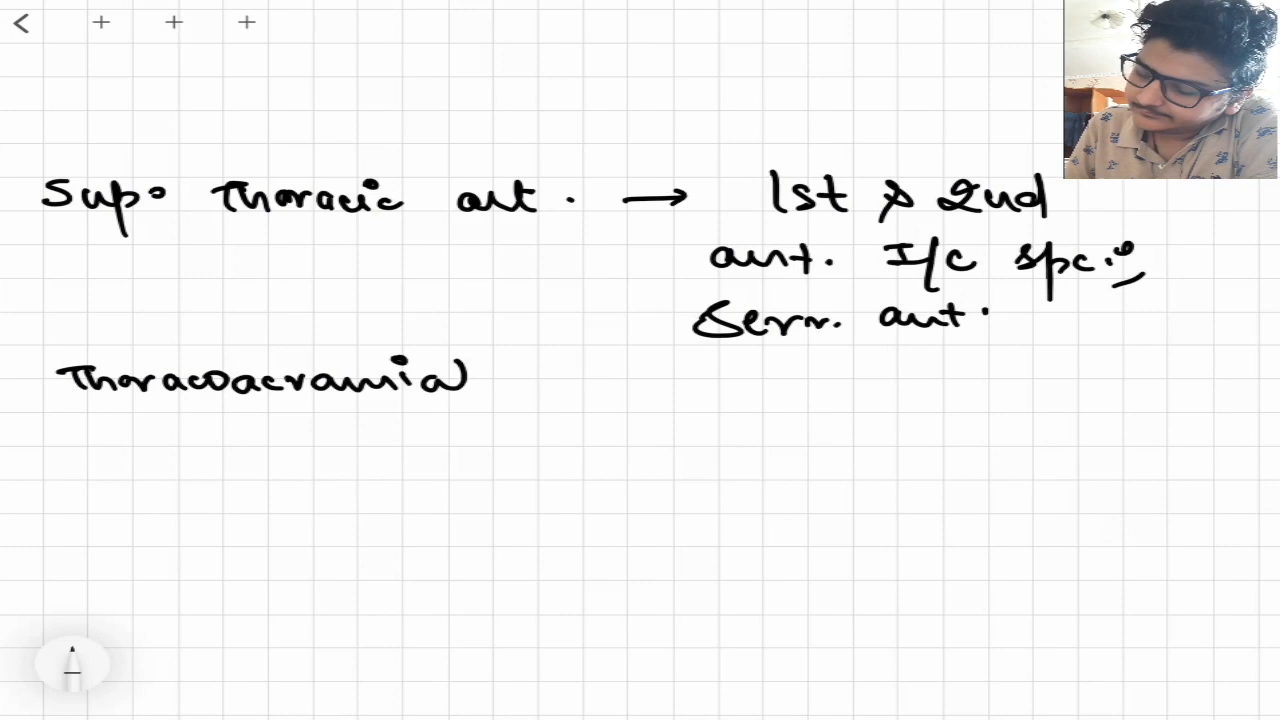 Sup. Thoracic art. → 1st & 2nd
ant. I/c spc.,
Serr. ant.
Thoracoacromial